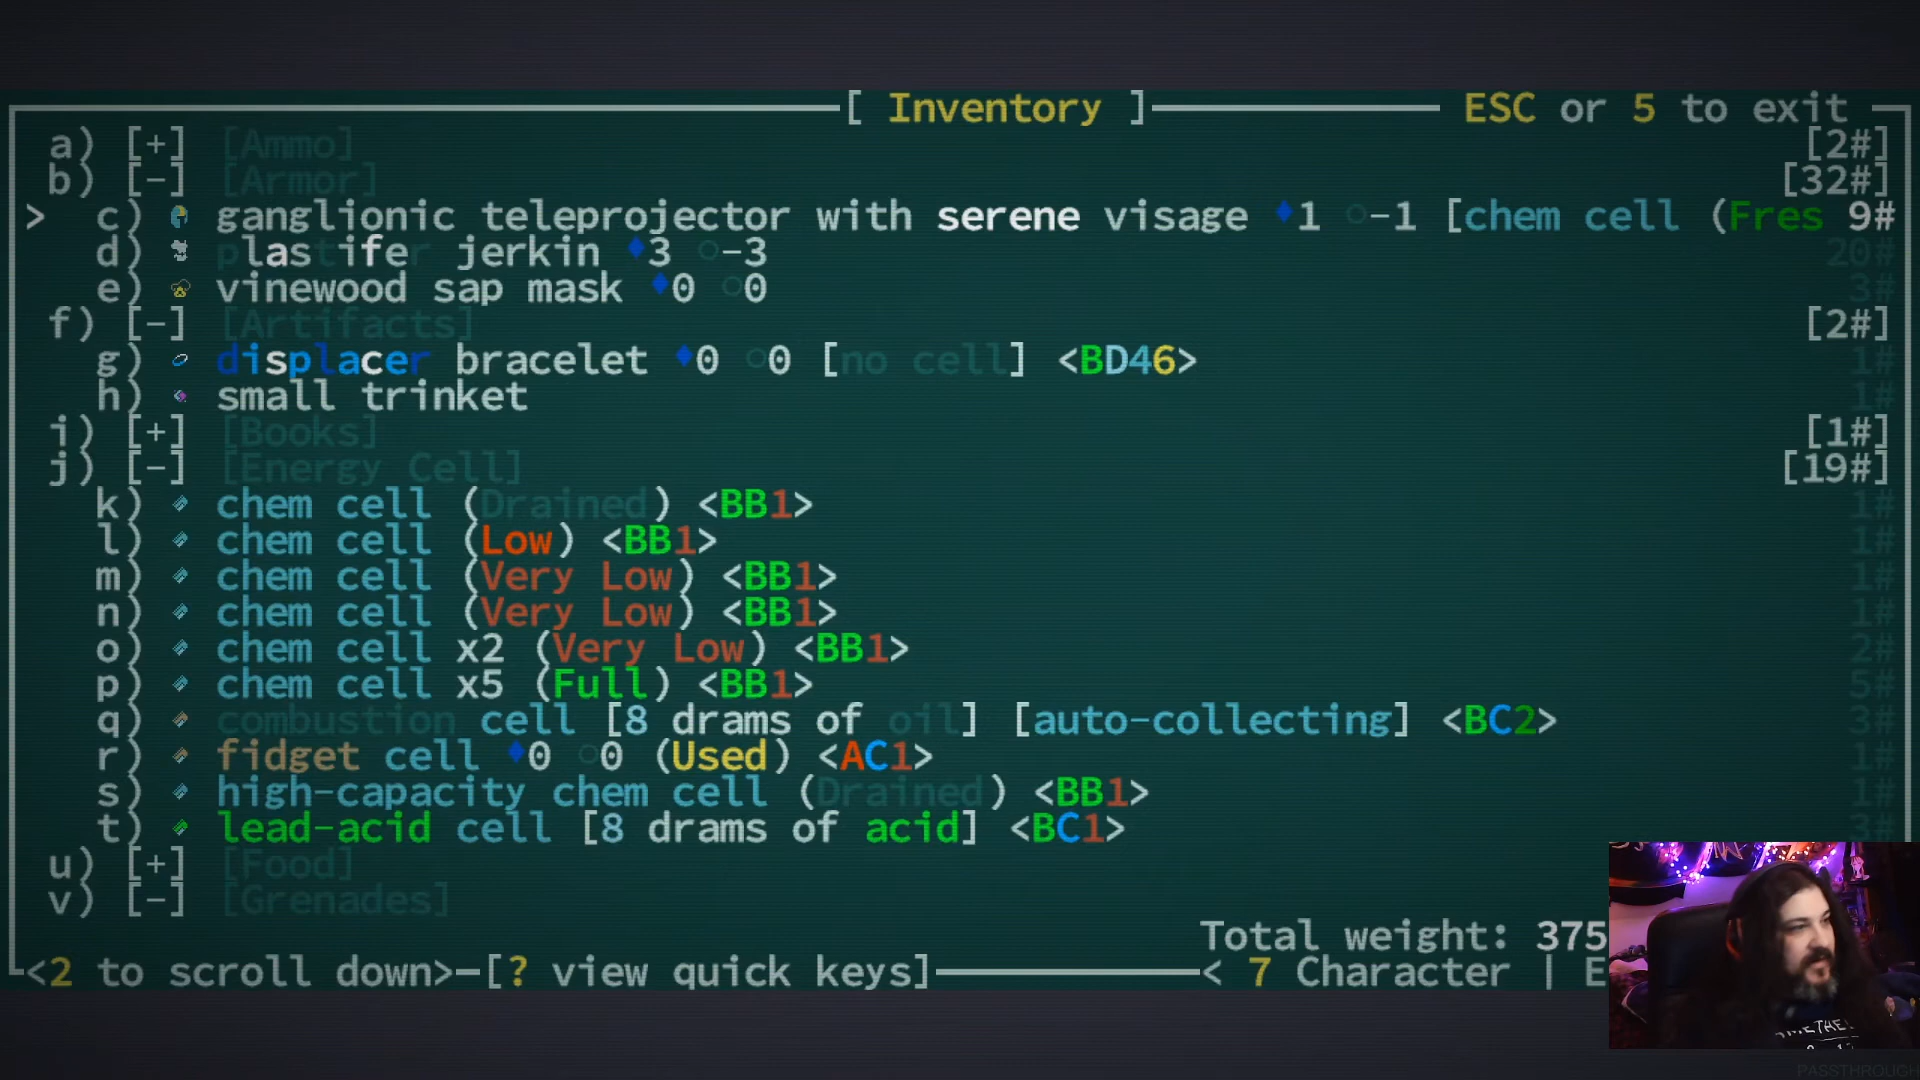 [ Inventory ] ESC or 5 to exit
a) [+] [Ammo] [2#]
b) [-] [Armor] [32#]
> c) ganglionic teleprojector with serene visage ♦1 ○-1 [chem cell (Fres 9#
d) plastifer jerkin ♦3 ○-3 20#
e) vinewood sap mask ♦0 ○0 3#
f) [-] [Artifacts] [2#]
g) displacer bracelet ♦0 ○0 [no cell] <BD46> 1#
h) small trinket 1#
i) [+] [Books] [1#]
j) [-] [Energy Cell] [19#]
k) chem cell (Drained) <BB1> 1#
l) chem cell (Low) <BB1> 1#
m) chem cell (Very Low) <BB1> 1#
n) chem cell (Very Low) <BB1> 1#
o) chem cell x2 (Very Low) <BB1> 2#
p) chem cell x5 (Full) <BB1> 5#
q) combustion cell [8 drams of oil] [auto-collecting] <BC2> 3#
r) fidget cell ♦0 ○0 (Used) <AC1> 1#
s) high-capacity chem cell (Drained) <BB1> 1#
t) lead-acid cell [8 drams of acid] <BC1> 3#
u) [+] [Food]
v) [-] [Grenades]
Total weight: 375
<2 to scroll down> [? view quick keys] < 7 Character | E
PASSTHROUGH